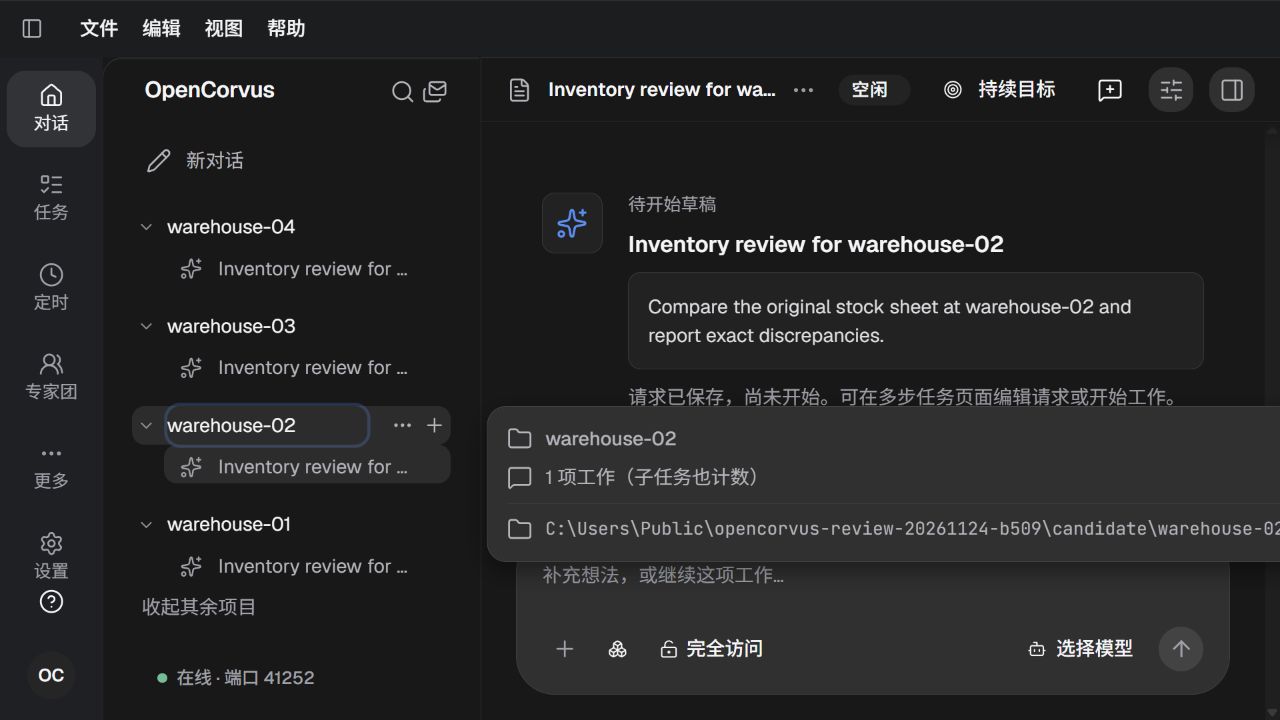 文件 编辑 视图 帮助
对话
任务
定时
专家团
更多
设置
OC
OpenCorvus
新对话
warehouse-04
Inventory review for ...
warehouse-03
Inventory review for ...
warehouse-02
Inventory review for ...
warehouse-01
Inventory review for ...
收起其余项目
在线 · 端口 41252
Inventory review for wa... 空闲 持续目标
待开始草稿
Inventory review for warehouse-02
Compare the original stock sheet at warehouse-02 and
report exact discrepancies.
请求已保存，尚未开始。可在多步任务页面编辑请求或开始工作。
warehouse-02
1 项工作（子任务也计数）
C:\Users\Public\opencorvus-review-20261124-b509\candidate\warehouse-02
补充想法，或继续这项工作...
完全访问 选择模型